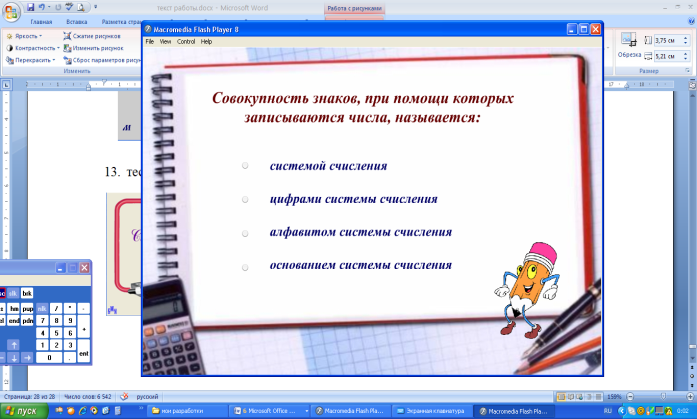 текст работы.docx - Microsoft Word
Работа с рисунками
Главная Вставка Разметка стра
Яркость Сжатие рисунков
Контрастность Изменить рисунок
Перекрасить Сброс параметров рисун
Изменить
Обрезка
3,75 см
5,21 см
Размер
Macromedia Flash Player 8
File View Control Help
Совокупность знаков, при помощи которых
записываются числа, называется:
системой счисления
цифрами системы счисления
алфавитом системы счисления
основанием системы счисления
м
13. тес
С
brk
hm pup / * -
end pdn 7 8 9 +
4 5 6
1 2 3 ent
0 .
Страница: 28 из 28 Число слов: 6 542 русский
159%
пуск
мои разработки
6 Microsoft Office ...
Macromedia Flash Pla...
Экранная клавиатура
Macromedia Flash Pla...
RU
0:02